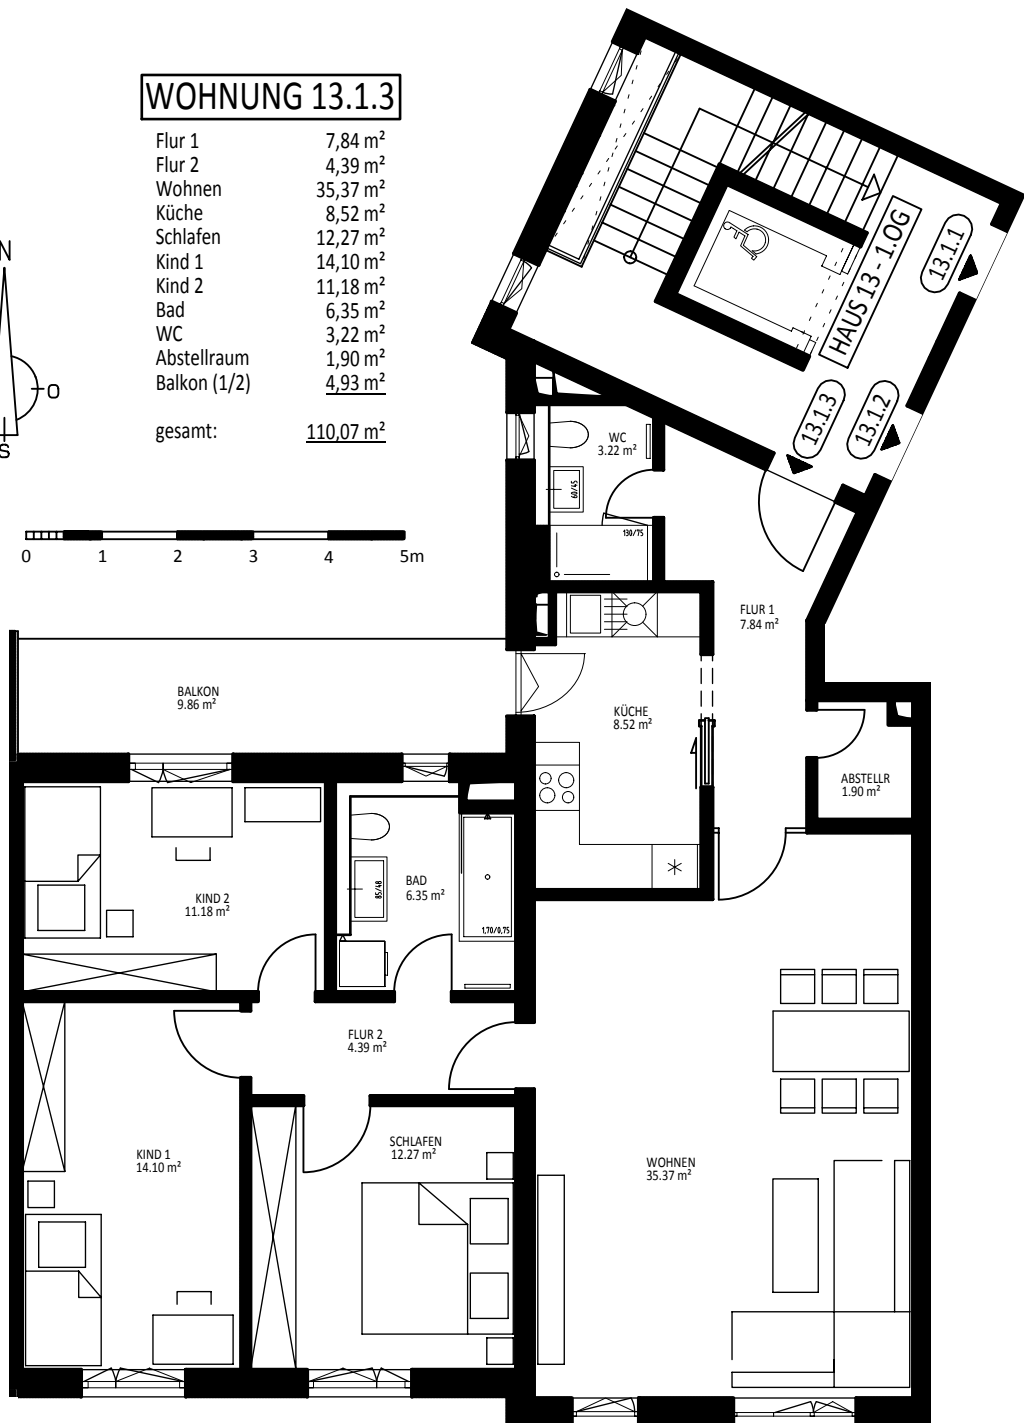 WOHNUNG 13.1.3
Flur 1 7,84 m²
Flur 2 4,39 m²
Wohnen 35,37 m²
Küche 8,52 m²
Schlafen 12,27 m²
Kind 1 14,10 m²
Kind 2 11,18 m²
Bad 6,35 m²
WC 3,22 m²
Abstellraum 1,90 m²
Balkon (1/2) 4,93 m²
gesamt: 110,07 m²
N
O
S
0 1 2 3 4 5m
HAUS 13 - 1.OG
13.1.1
13.1.2
13.1.3
WC
3.22 m²
60/45
130/75
FLUR 1
7.84 m²
BALKON
9.86 m²
KÜCHE
8.52 m²
ABSTELLR
1.90 m²
KIND 2
11.18 m²
BAD
6.35 m²
85/48
1,70/0,75
FLUR 2
4.39 m²
KIND 1
14.10 m²
SCHLAFEN
12.27 m²
WOHNEN
35.37 m²